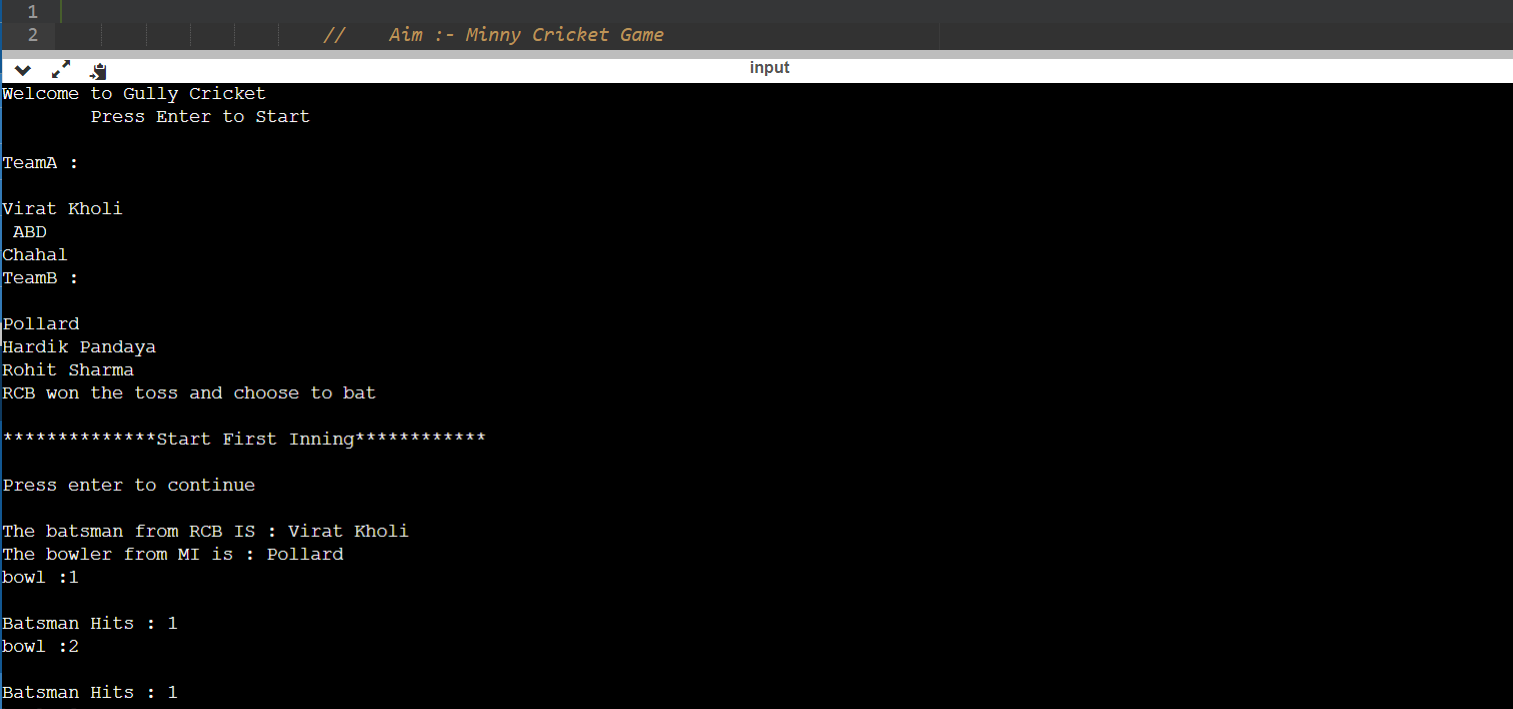 1
2 // Aim :- Minny Cricket Game
input
Welcome to Gully Cricket
Press Enter to Start
TeamA :
Virat Kholi
ABD
Chahal
TeamB :
Pollard
Hardik Pandaya
Rohit Sharma
RCB won the toss and choose to bat
**************Start First Inning************
Press enter to continue
The batsman from RCB IS : Virat Kholi
The bowler from MI is : Pollard
bowl :1
Batsman Hits : 1
bowl :2
Batsman Hits : 1